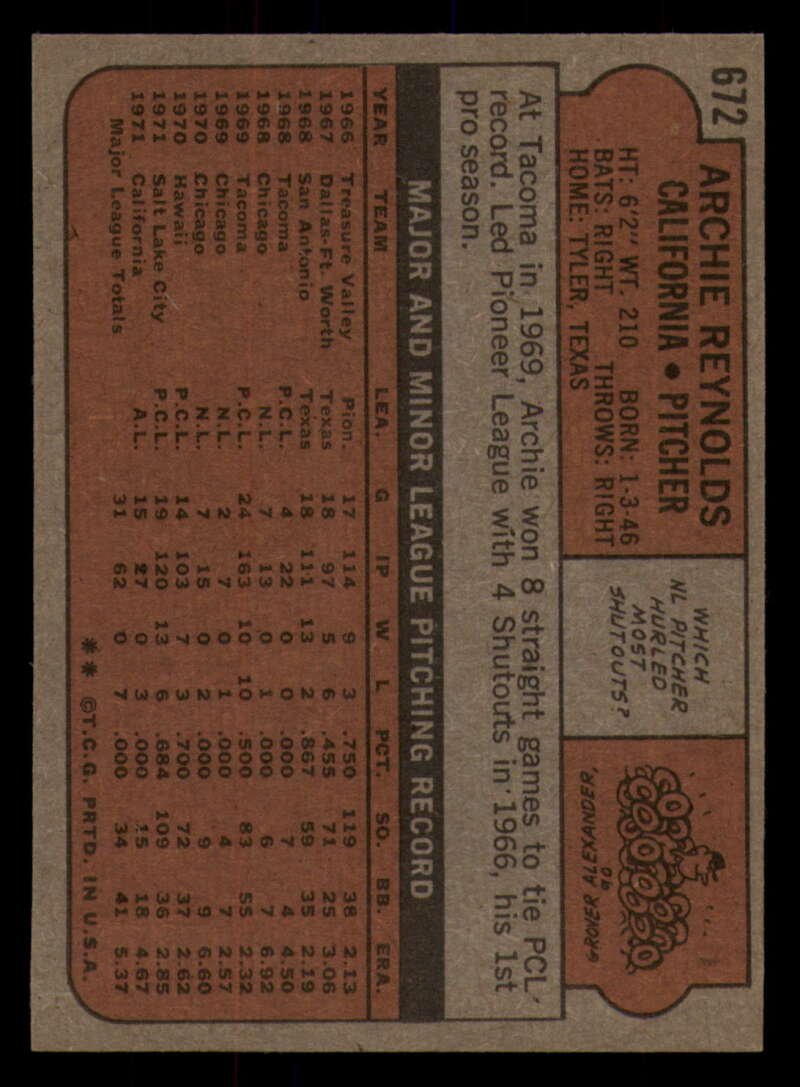 672
ARCHIE REYNOLDS
CALIFORNIA • PITCHER
HT: 6'2" WT. 210 BORN: 1-3-46
BATS: RIGHT THROWS: RIGHT
HOME: TYLER, TEXAS
WHICH
NL PITCHER
HURLED
MOST
SHUTOUTS?
90
GROVER ALEXANDER,
At Tacoma in 1969, Archie won 8 straight games to tie PCL
record. Led Pioneer League with 4 Shutouts in 1966, his 1st
pro season.
MAJOR AND MINOR LEAGUE PITCHING RECORD
YEAR TEAM LEA. G IP W L PCT. SO. BB. ERA.
1966 Treasure Valley Pion. 17 114 9 3 .750 119 38 2.13
1967 Dallas-Ft. Worth Texas 18 97 5 6 .455 71 25 3.06
1968 San Antonio Texas 18 111 13 2 .867 59 35 2.19
1968 Tacoma P.C.L. 4 22 0 0 .000 7 4 4.50
1968 Chicago N.L. 7 13 0 1 .000 6 7 6.92
1969 Tacoma P.C.L. 24 163 10 10 .500 83 55 2.32
1969 Chicago N.L. 2 7 0 1 .000 4 7 2.57
1970 Chicago N.L. 7 15 0 2 .000 9 9 6.60
1970 Hawaii P.C.L. 14 103 7 3 .700 72 37 2.62
1971 Salt Lake City P.C.L. 19 120 13 6 .684 109 36 2.85
1971 California A.L. 15 27 0 3 .000 15 18 4.67
Major League Totals 31 62 0 7 .000 34 41 5.37
** ©T.C.G. PRTD. IN U.S.A.